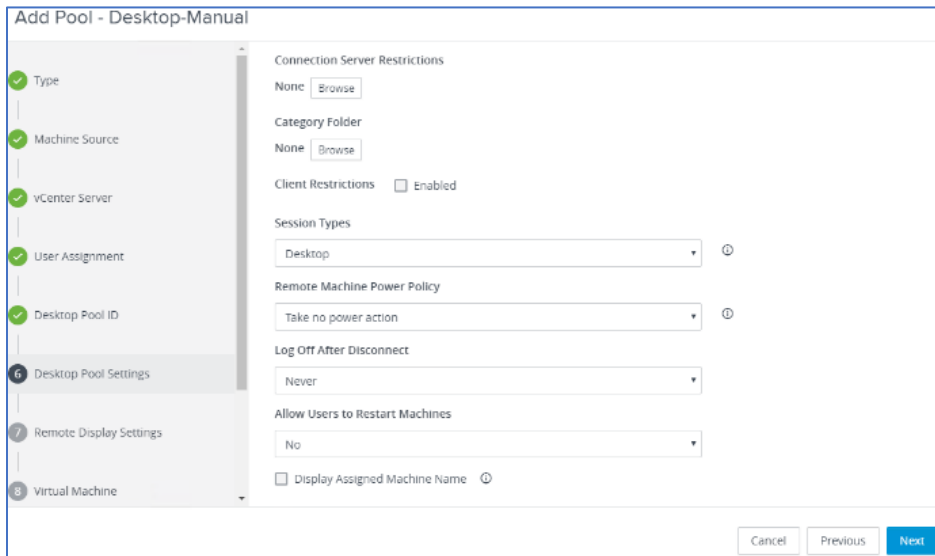 Add Pool - Desktop-Manual
Type
Machine Source
vCenter Server
User Assignment
Desktop Pool ID
6 Desktop Pool Settings
7 Remote Display Settings
8 Virtual Machine
Connection Server Restrictions
None Browse
Category Folder
None Browse
Client Restrictions Enabled
Session Types
Desktop
Remote Machine Power Policy
Take no power action
Log Off After Disconnect
Never
Allow Users to Restart Machines
No
Display Assigned Machine Name
Cancel Previous Next